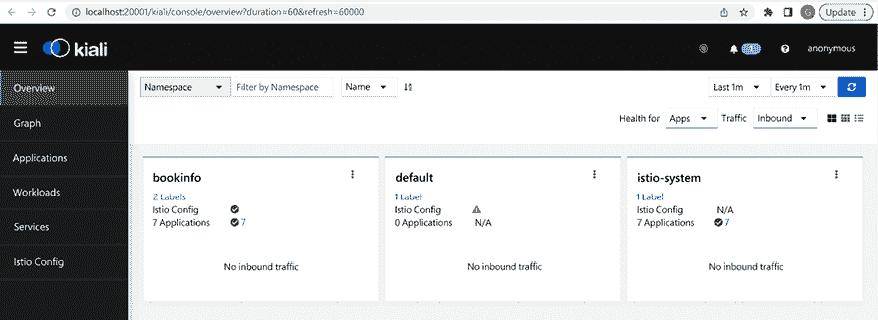 localhost:20001/kiali/console/overview?duration=60&refresh=60000
G
Update
kiali
anonymous
Overview
Graph
Applications
Workloads
Services
Istio Config
Namespace
Filter by Namespace
Name
Last 1m
Every 1m
Health for
Apps
Traffic
Inbound
bookinfo
2 Labels
Istio Config
7 Applications 7
No inbound traffic
default
1 Label
Istio Config
0 Applications N/A
No inbound traffic
istio-system
1 Label
Istio Config N/A
7 Applications 7
No inbound traffic